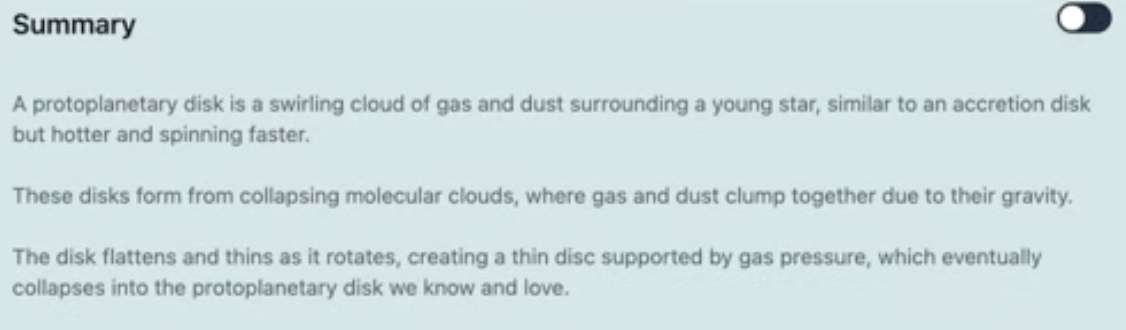 Summary
A protoplanetary disk is a swirling cloud of gas and dust surrounding a young star, similar to an accretion disk
but hotter and spinning faster.
These disks form from collapsing molecular clouds, where gas and dust clump together due to their gravity.
The disk flattens and thins as it rotates, creating a thin disc supported by gas pressure, which eventually
collapses into the protoplanetary disk we know and love.